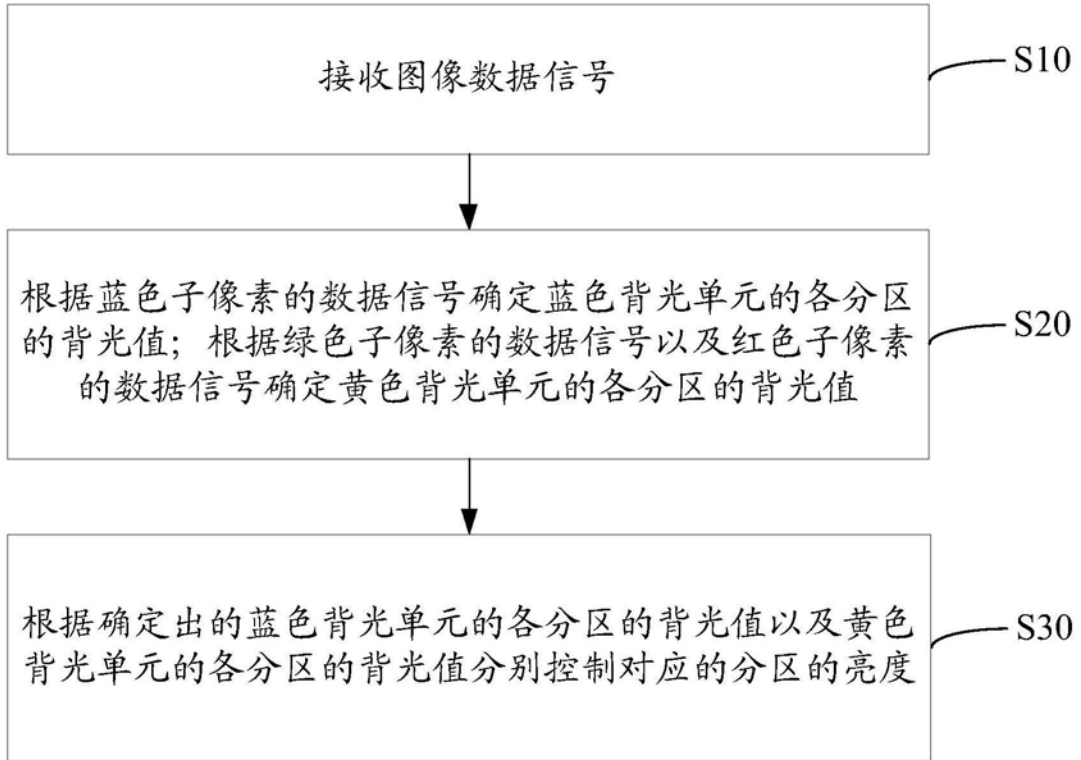 接收图像数据信号
S10
根据蓝色子像素的数据信号确定蓝色背光单元的各分区
的背光值；根据绿色子像素的数据信号以及红色子像素
的数据信号确定黄色背光单元的各分区的背光值
S20
根据确定出的蓝色背光单元的各分区的背光值以及黄色
背光单元的各分区的背光值分别控制对应的分区的亮度
S30